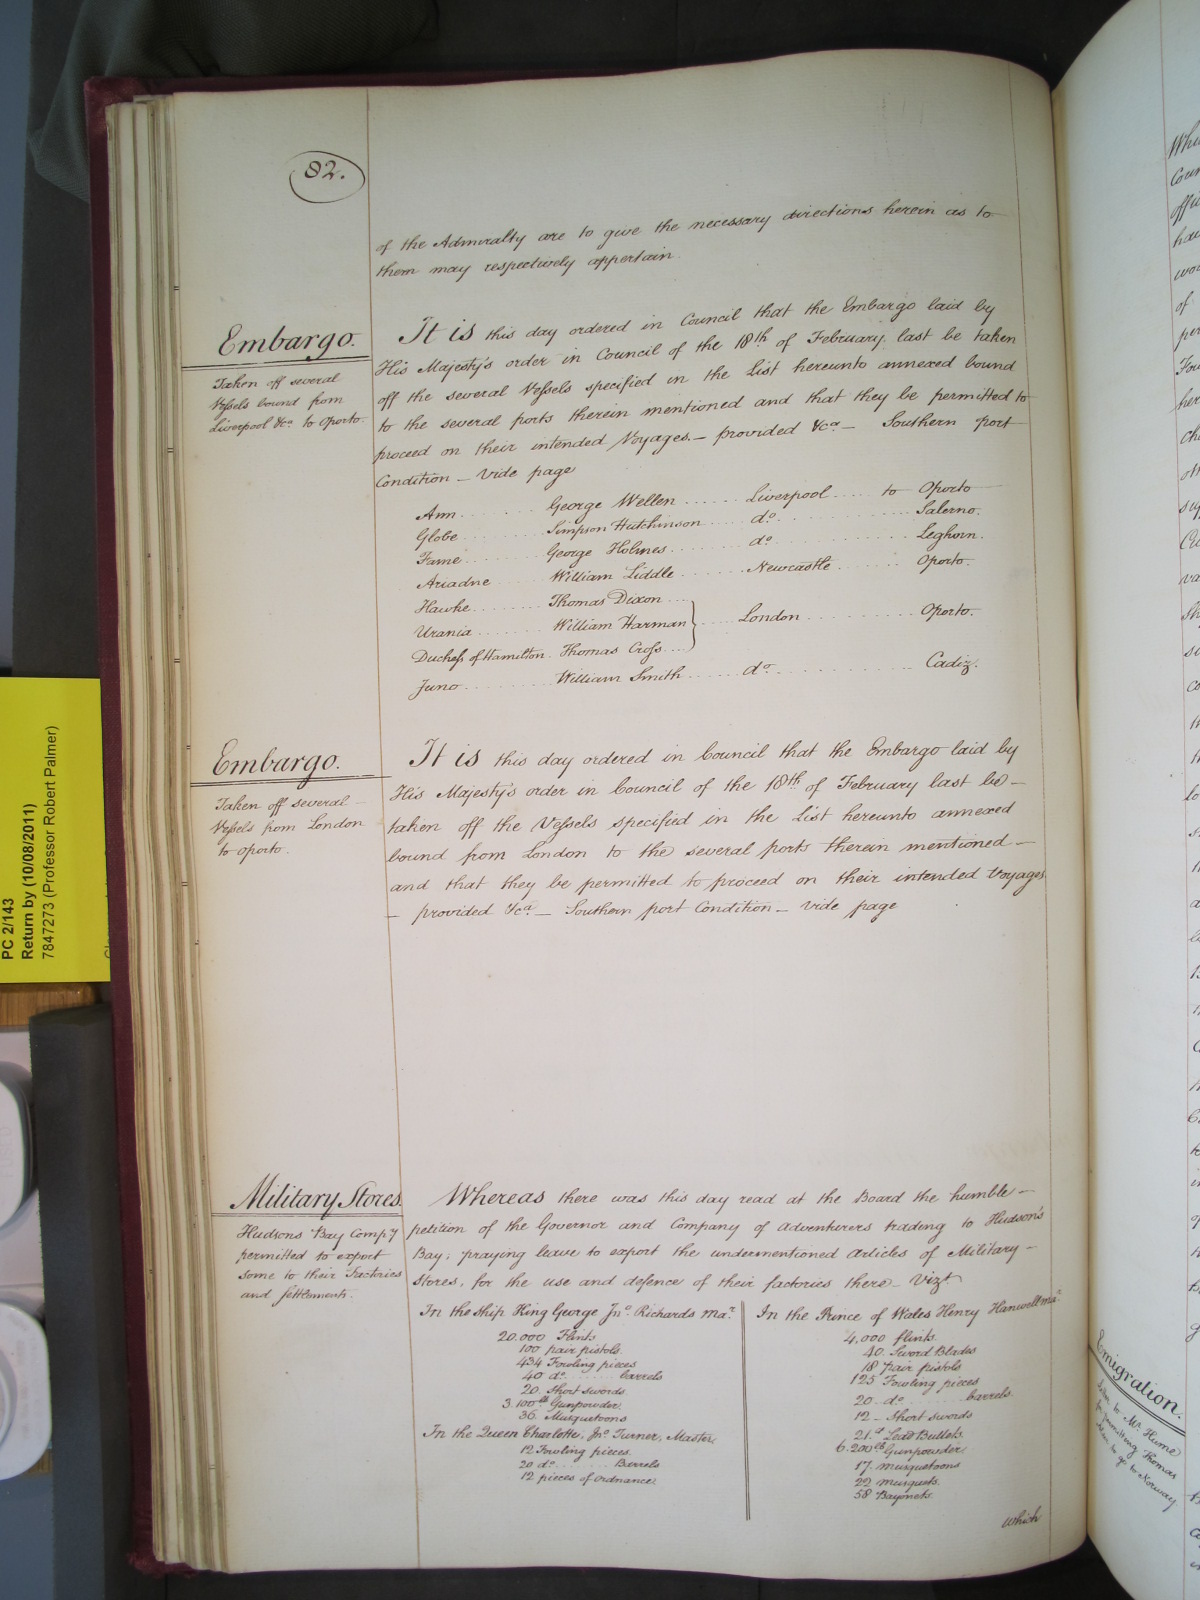 82.
of the Admiralty are to give the necessary directions herein as to
them may respectively appertain.
Embargo.
Taken off several
Vessels bound from
Liverpool &ca. to Oporto.
It is this day ordered in Council that the Embargo laid by
His Majesty's order in Council of the 18th of February last be taken
off the several Vessels specified in the List hereunto annexed bound
to the several ports therein mentioned and that they be permitted to
proceed on their intended Voyages. – provided &ca – Southern port
Condition – vide page
Ann ...... George Wellen ...... Liverpool ..... to Oporto
Globe ...... Simpson Hutchinson ...... do. ...... Salerno.
Fame ...... George Holmes ...... do. ...... Leghorn.
Ariadne ...... William Liddle ...... Newcastle ...... Oporto.
Hawke ...... Thomas Dixon ...
Urania ...... William Harman } London ...... Oporto.
Duchess of Hamilton. Thomas Cross ...
Juno ...... William Smith ...... do. ...... Cadiz.
Embargo.
Taken off several –
Vessels from London
to Oporto.
It is this day ordered in Council that the Embargo laid by
His Majesty's order in Council of the 18th of February last be –
taken off the Vessels specified in the List hereunto annexed
bound from London to the several ports therein mentioned –
and that they be permitted to proceed on their intended Voyages
– provided &ca – Southern port Condition – vide page
Military Stores.
Hudsons Bay Compy
permitted to export
some to their Factories
and Settlements.
Whereas there was this day read at the Board the humble –
petition of the Governor and Company of Adventurers trading to Hudson's
Bay; praying leave to export the undermentioned Articles of Military –
Stores, for the use and defence of their factories there – Vizt.
In the Ship King George Jno. Richards Mar.
20.000 Flints
100 pair pistols.
434 Fowling pieces
40 do. ...... barrels
20. Short swords
3.100 lb Gunpowder.
36. Musquetoons
In the Queen Charlotte, Jno. Turner, Master,
12 Fowling pieces.
20 do. ...... Barrels
12 pieces of ordnance.
In the Prince of Wales Henry Hanwell Mar
4,000 flints.
40. Sword Blades
18 pair pistols
125 Fowling pieces
20. do. ...... barrels.
12 – Short swords
21. Lead Bullets.
6.200 lb Gunpowder.
17. Musquetoons
22 Musquets.
58 Bayonets.
which
PC 2/143
Return by (10/08/2011)
7847273 (Professor Robert Palmer)
Emigration.
Letter to Mr. Hume
for permitting Thomas
to go to Norway